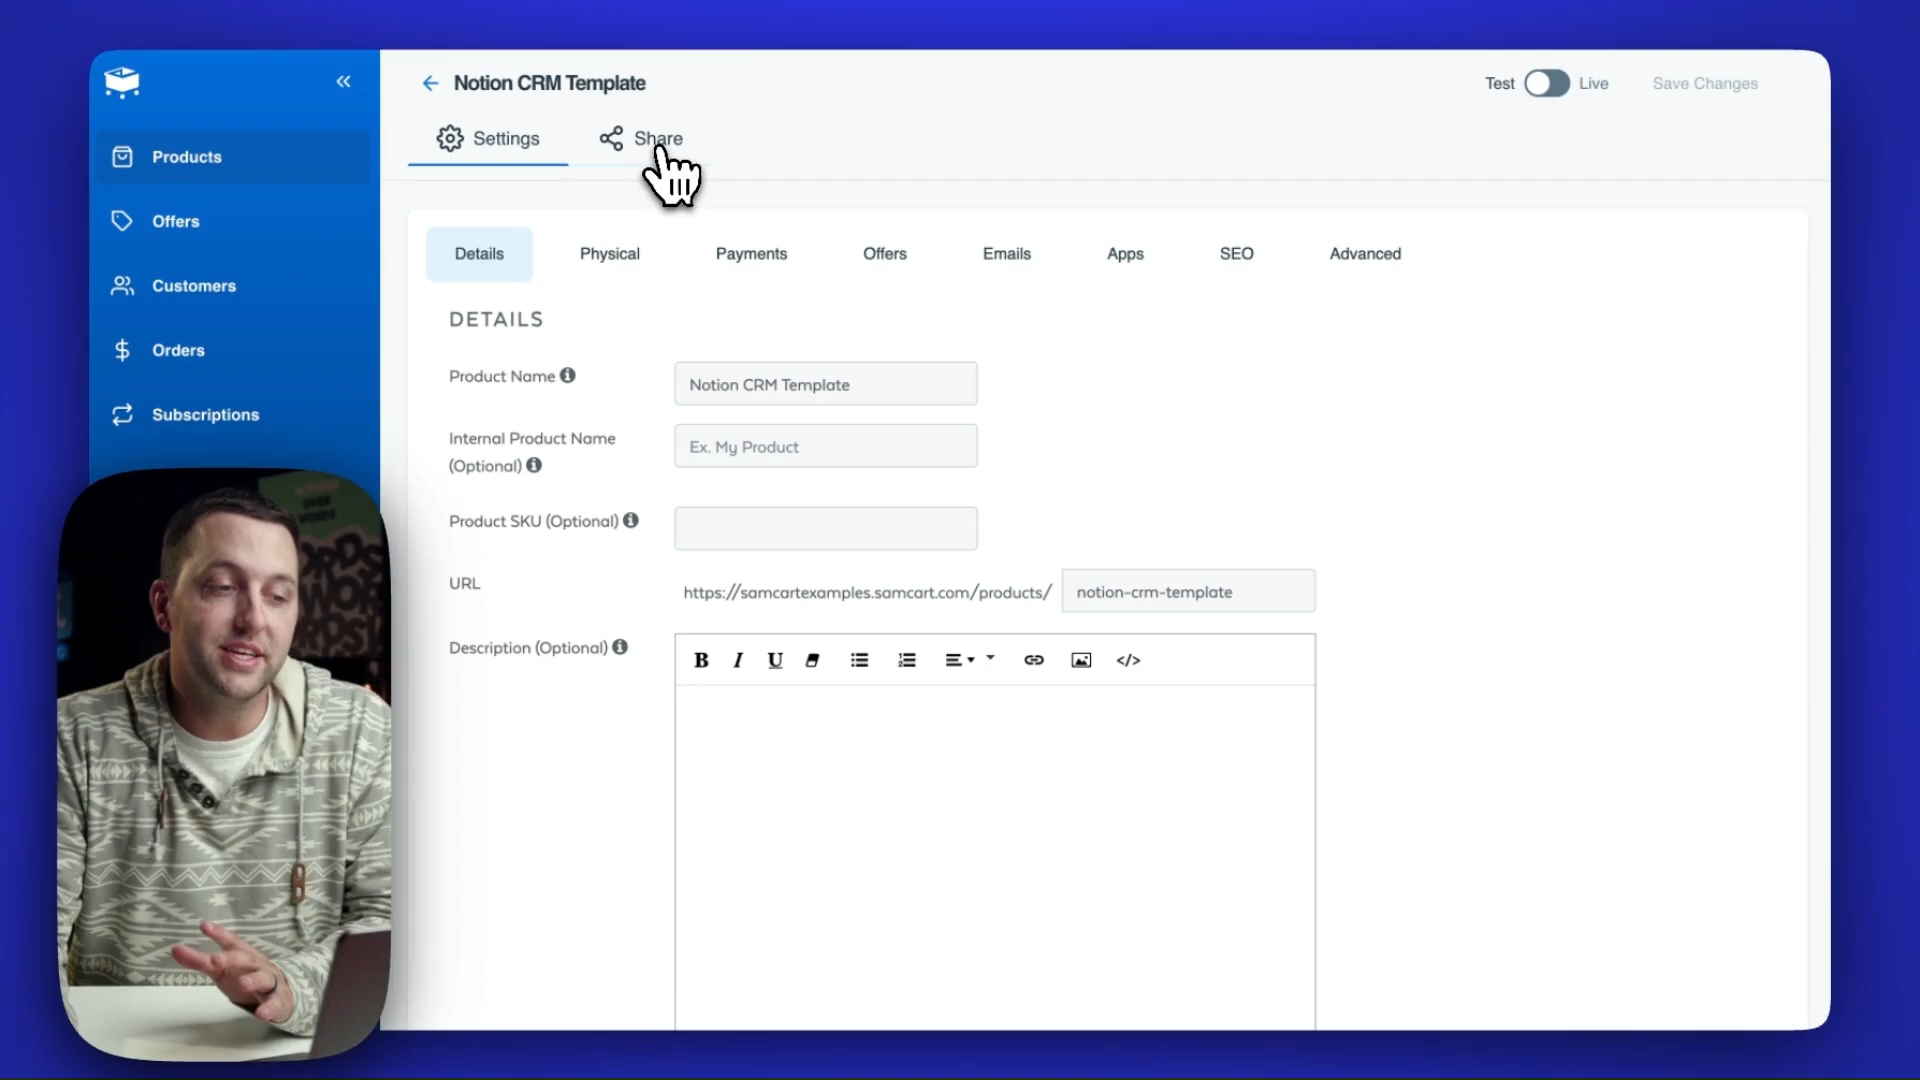 Notion CRM Template
Test Live Save Changes
Settings Share
Products
Offers
Customers
Orders
Subscriptions
Details Physical Payments Offers Emails Apps SEO Advanced
DETAILS
Product Name Notion CRM Template
Internal Product Name
(Optional)
Ex. My Product
Product SKU (Optional)
URL https://samcartexamples.samcart.com/products/ notion-crm-template
Description (Optional)
B I U </>
OVER